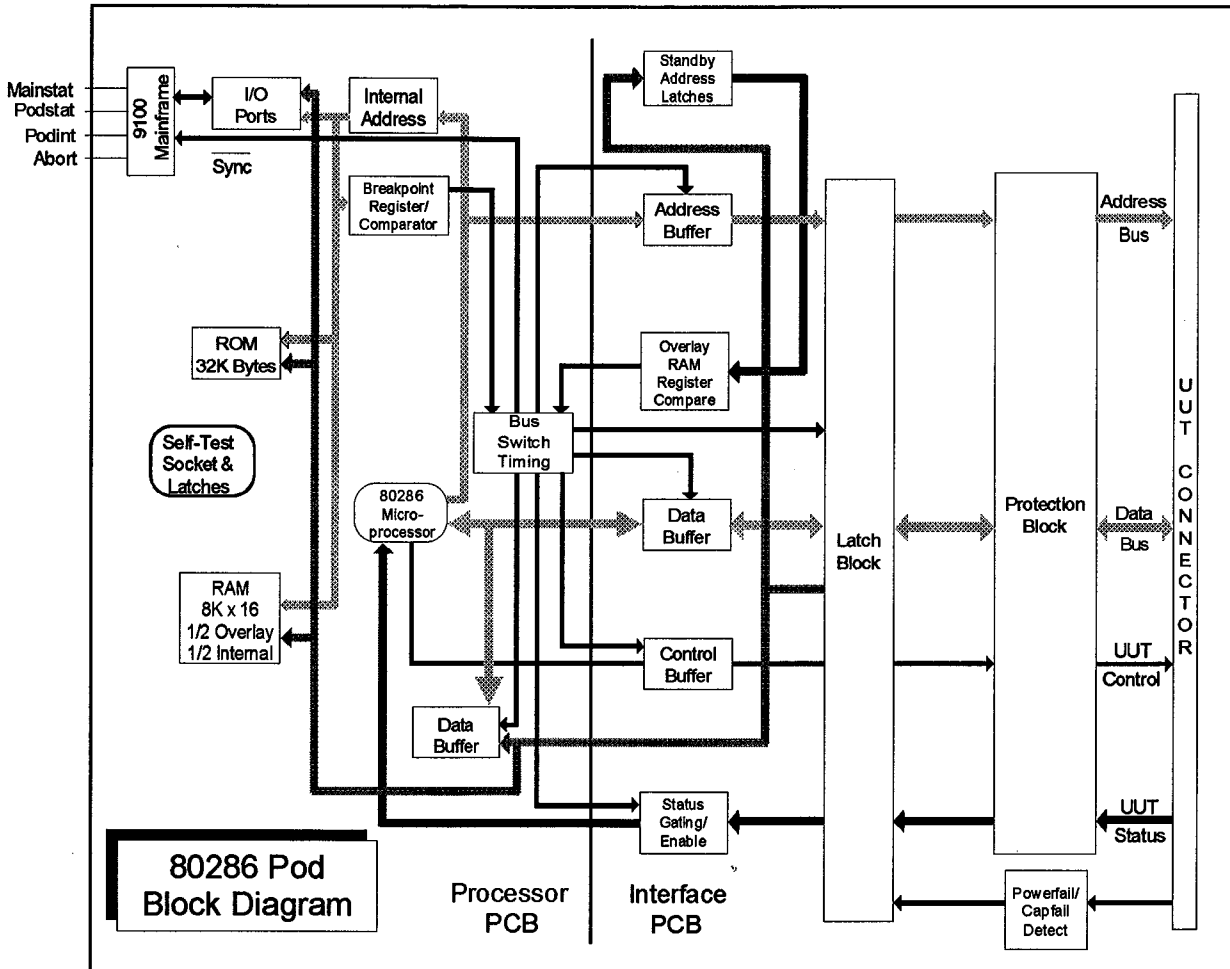 Mainstat
Podstat
Podint
Abort
9100
Mainframe
I/O
Ports
Internal
Address
Sync
Breakpoint
Register/
Comparator
Standby
Address
Latches
Address
Buffer
Address
Bus
ROM
32K Bytes
Overlay
RAM
Register
Compare
Bus
Switch
Timing
Self-Test
Socket &
Latches
80286
Micro-
processor
Data
Buffer
Latch
Block
Protection
Block
Data
Bus
UUT CONNECTOR
RAM
8K x 16
1/2 Overlay
1/2 Internal
Control
Buffer
UUT
Control
Data
Buffer
Status
Gating/
Enable
UUT
Status
80286 Pod
Block Diagram
Processor
PCB
Interface
PCB
Powerfail/
Capfail
Detect